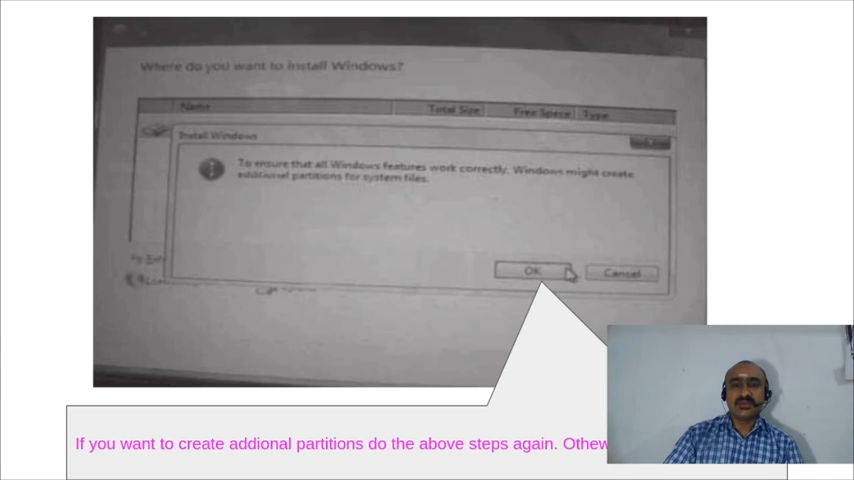 Where do you want to install Windows?
Name Total Size Free Space Type
Install Windows
To ensure that all Windows features work correctly, Windows might create
additional partitions for system files.
OK Cancel
If you want to create addional partitions do the above steps again. Othew